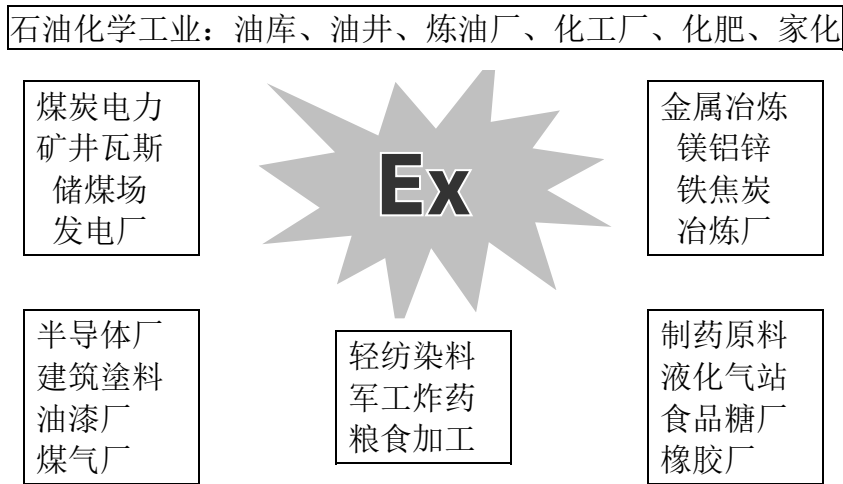 石油化学工业：油库、油井、炼油厂、化工厂、化肥、家化
煤炭电力
矿井瓦斯
储煤场
发电厂
Ex
金属冶炼
镁铝锌
铁焦炭
冶炼厂
半导体厂
建筑塗料
油漆厂
煤气厂
轻纺染料
军工炸药
粮食加工
制药原料
液化气站
食品糖厂
橡胶厂